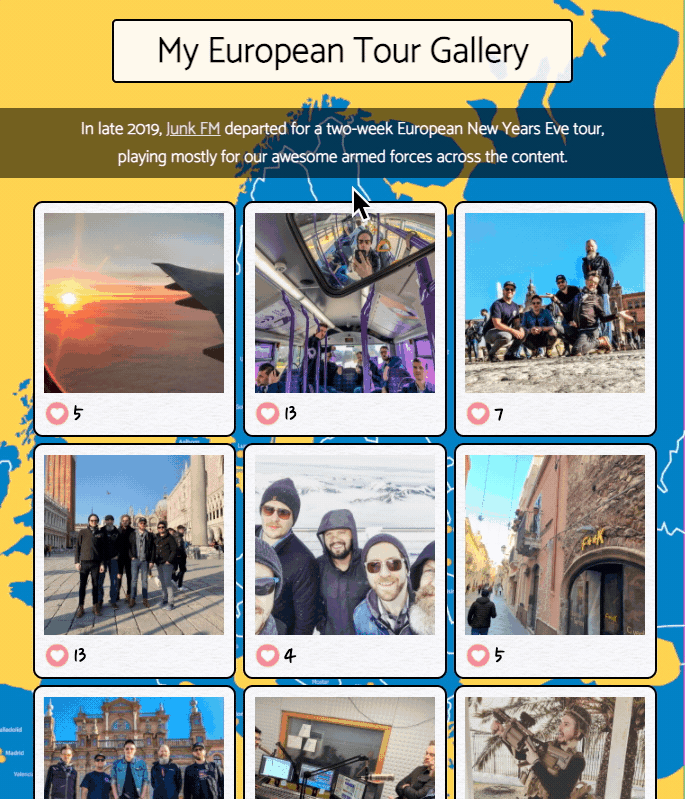 My European Tour Gallery
In late 2019, Junk FM departed for a two-week European New Years Eve tour,
playing mostly for our awesome armed forces across the content.
5
13
7
13
4
5
Madrid